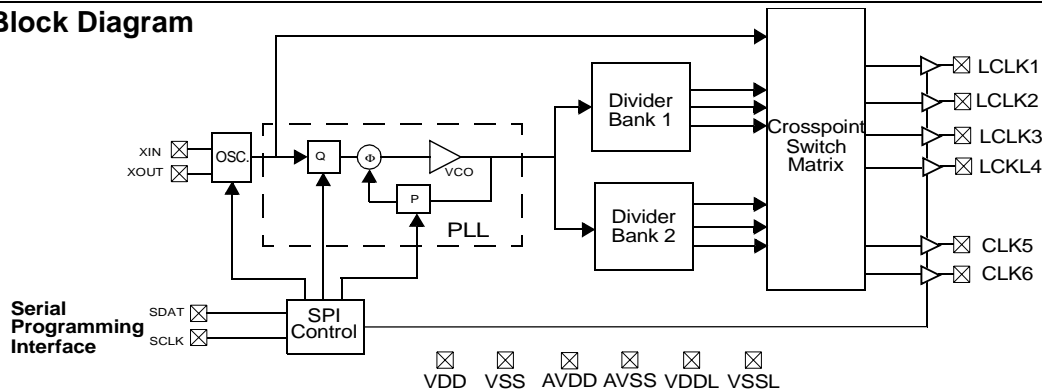 Block Diagram
LCLK1
LCLK2
LCLK3
LCKL4
CLK5
CLK6
Divider
Bank 1
Crosspoint
Switch
Matrix
XIN
XOUT
OSC.
Q
Φ
VCO
P
PLL
Divider
Bank 2
Serial
Programming
Interface
SDAT
SCLK
SPI
Control
VDD VSS AVDD AVSS VDDL VSSL